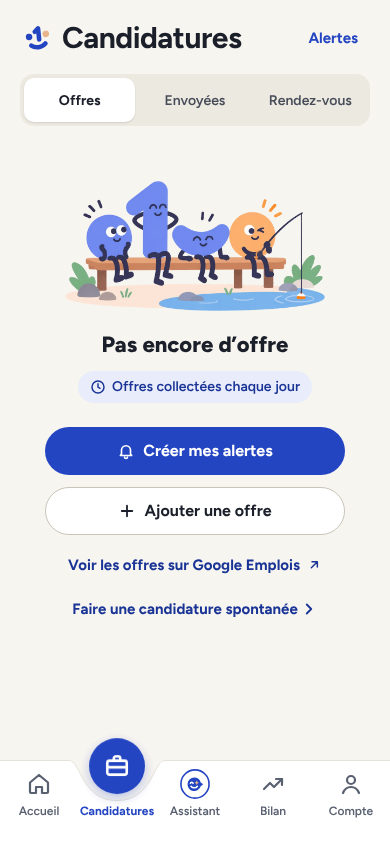 Candidatures
Alertes
Offres
Envoyées
Rendez-vous
Pas encore d’offre
Offres collectées chaque jour
Créer mes alertes
Ajouter une offre
Voir les offres sur Google Emplois
Faire une candidature spontanée
Accueil
Candidatures
Assistant
Bilan
Compte